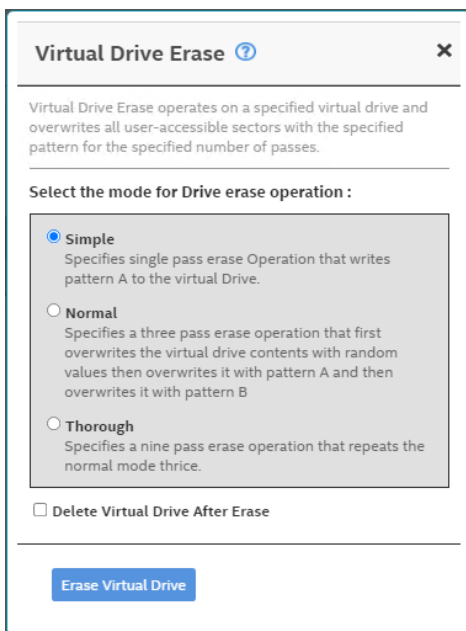 Virtual Drive Erase ? ×
Virtual Drive Erase operates on a specified virtual drive and
overwrites all user-accessible sectors with the specified
pattern for the specified number of passes.
Select the mode for Drive erase operation :
Simple
Specifies single pass erase Operation that writes
pattern A to the virtual Drive.
Normal
Specifies a three pass erase operation that first
overwrites the virtual drive contents with random
values then overwrites it with pattern A and then
overwrites it with pattern B
Thorough
Specifies a nine pass erase operation that repeats the
normal mode thrice.
Delete Virtual Drive After Erase
Erase Virtual Drive